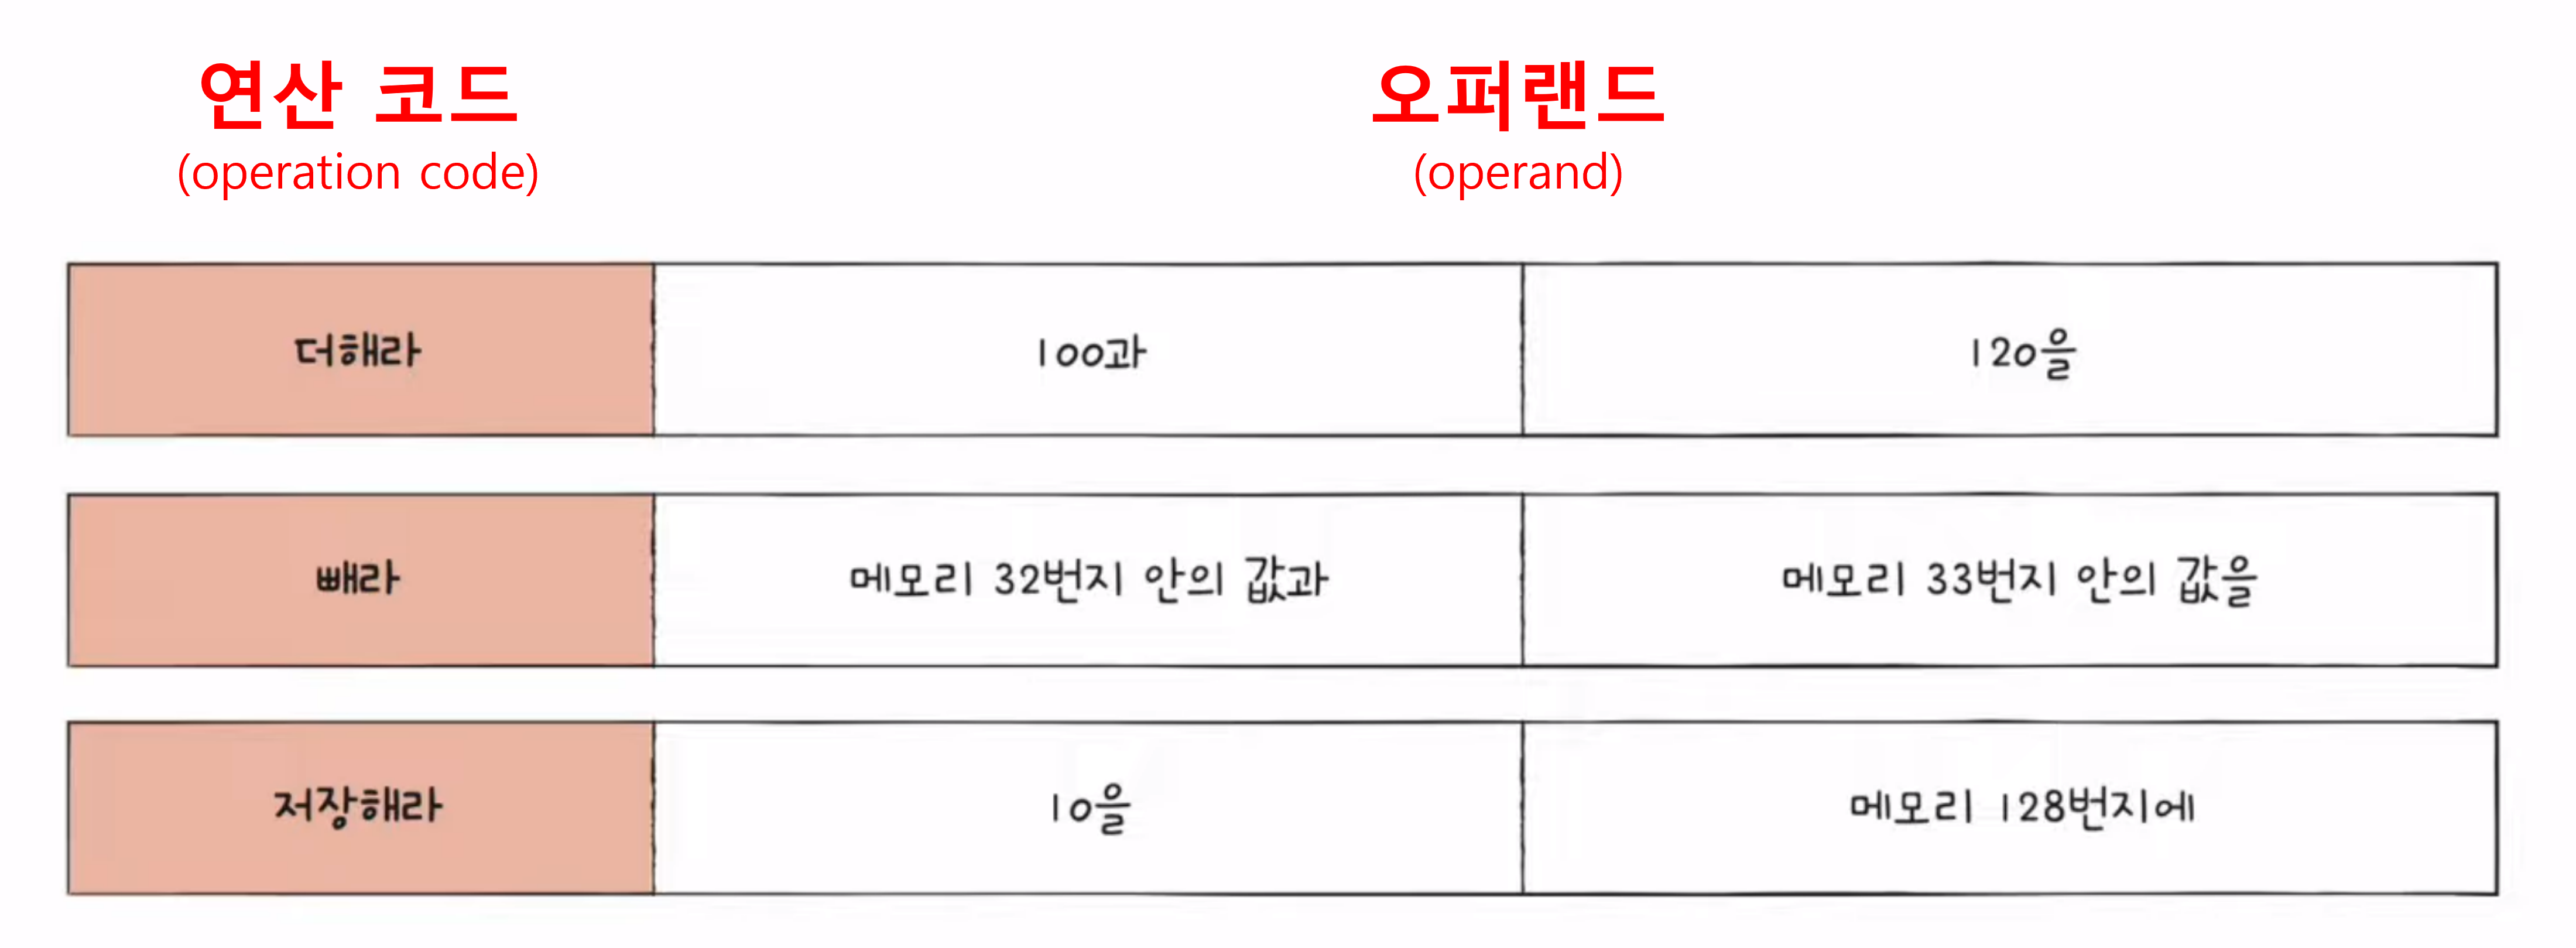 연산 코드 오퍼랜드
(operation code) (operand)
더해라 100과 120을
빼라 메모리 32번지 안의 값과 메모리 33번지 안의 값을
저장해라 10을 메모리 128번지에